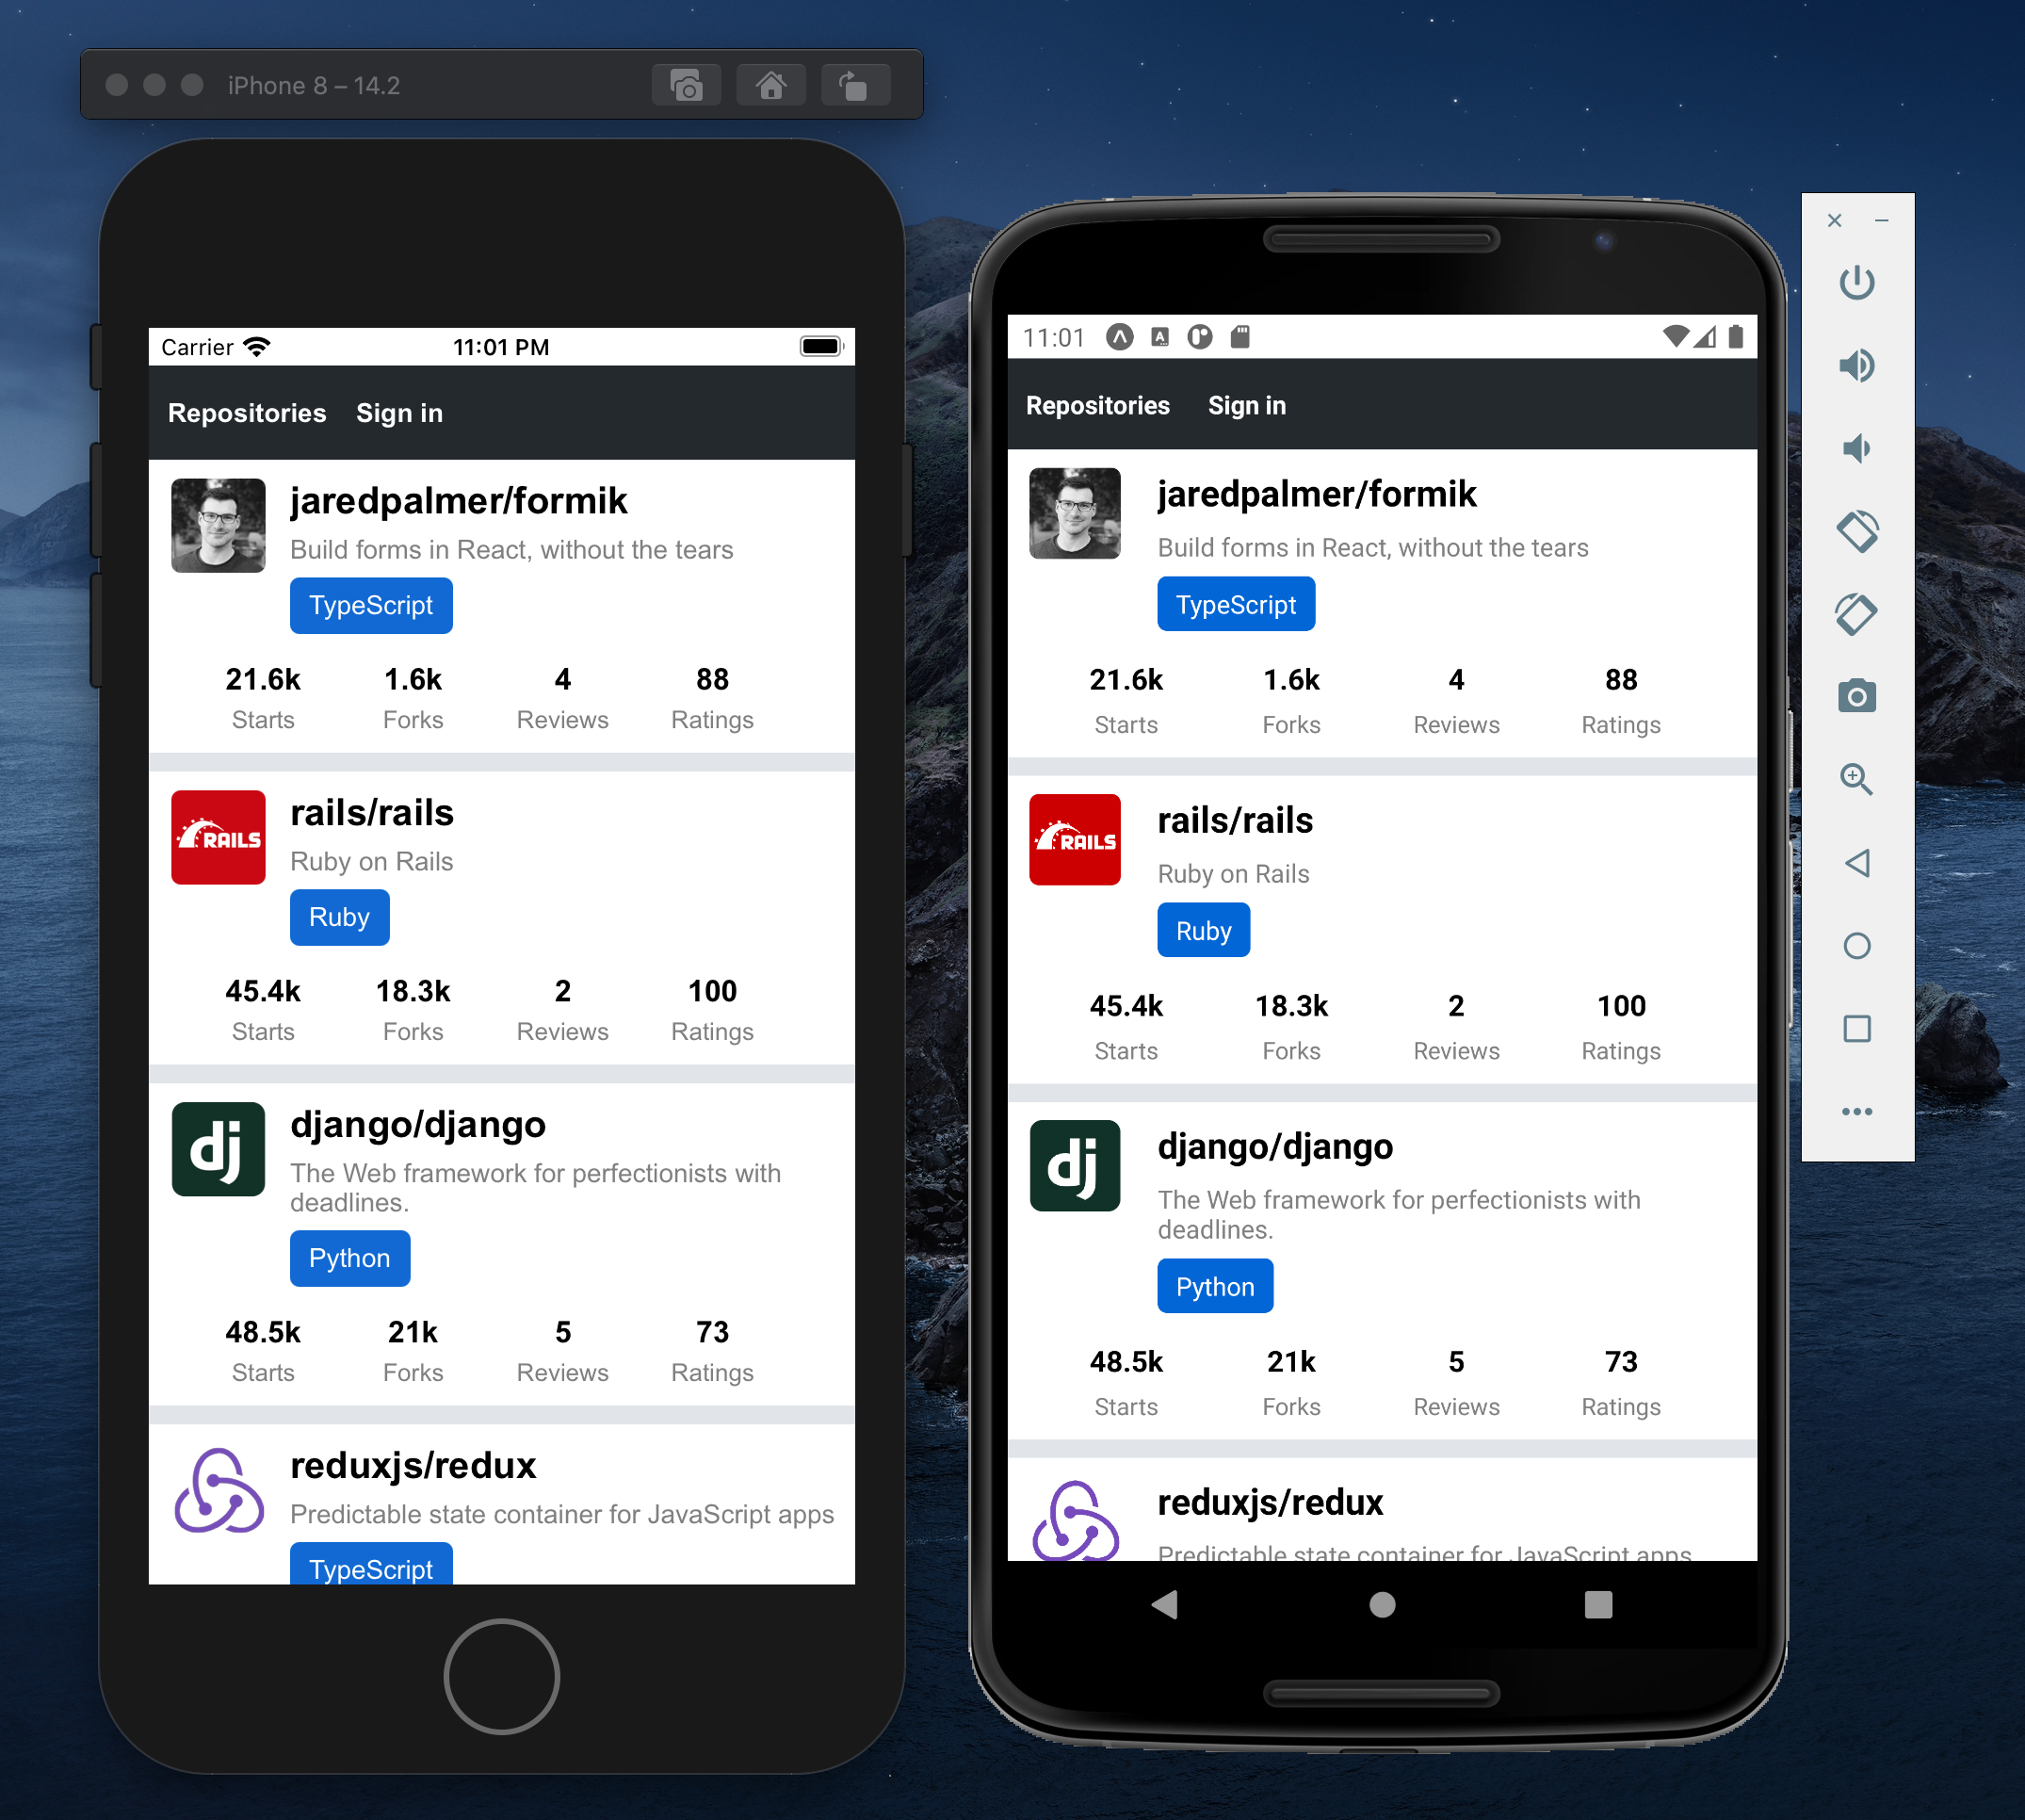 iPhone 8 – 14.2
Carrier
11:01 PM
Repositories Sign in
jaredpalmer/formik
Build forms in React, without the tears
TypeScript
21.6k 1.6k 4 88
Starts Forks Reviews Ratings
RAILS
rails/rails
Ruby on Rails
Ruby
45.4k 18.3k 2 100
Starts Forks Reviews Ratings
dj
django/django
The Web framework for perfectionists with
deadlines.
Python
48.5k 21k 5 73
Starts Forks Reviews Ratings
reduxjs/redux
Predictable state container for JavaScript apps
TypeScript
11:01
A
Repositories Sign in
jaredpalmer/formik
Build forms in React, without the tears
TypeScript
21.6k 1.6k 4 88
Starts Forks Reviews Ratings
RAILS
rails/rails
Ruby on Rails
Ruby
45.4k 18.3k 2 100
Starts Forks Reviews Ratings
dj
django/django
The Web framework for perfectionists with
deadlines.
Python
48.5k 21k 5 73
Starts Forks Reviews Ratings
reduxjs/redux
Predictable state container for JavaScript apps